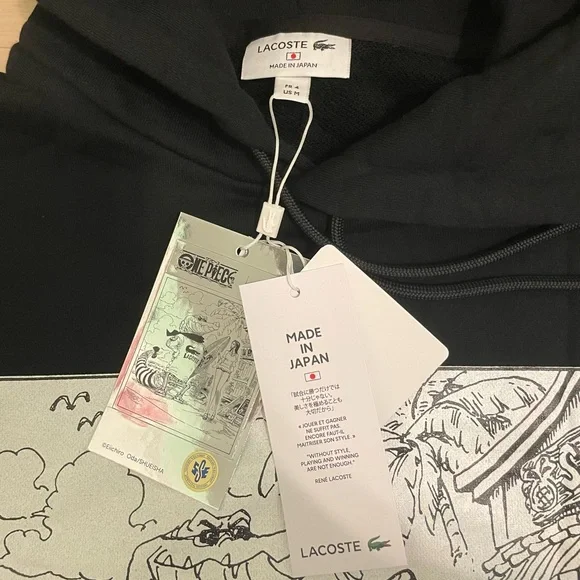 LACOSTE
MADE IN JAPAN
FR 4
US M
ONE PIECE
©Eiichiro Oda/SHUEISHA
MADE
IN
JAPAN
「試合に勝つだけでは
十分じゃない。
美しさを極めることも
大切だから」
« JOUER ET GAGNER
NE SUFFIT PAS.
ENCORE FAUT-IL
MAITRISER SON STYLE. »
"WITHOUT STYLE,
PLAYING AND WINNING
ARE NOT ENOUGH."
RENÉ LACOSTE
LACOSTE